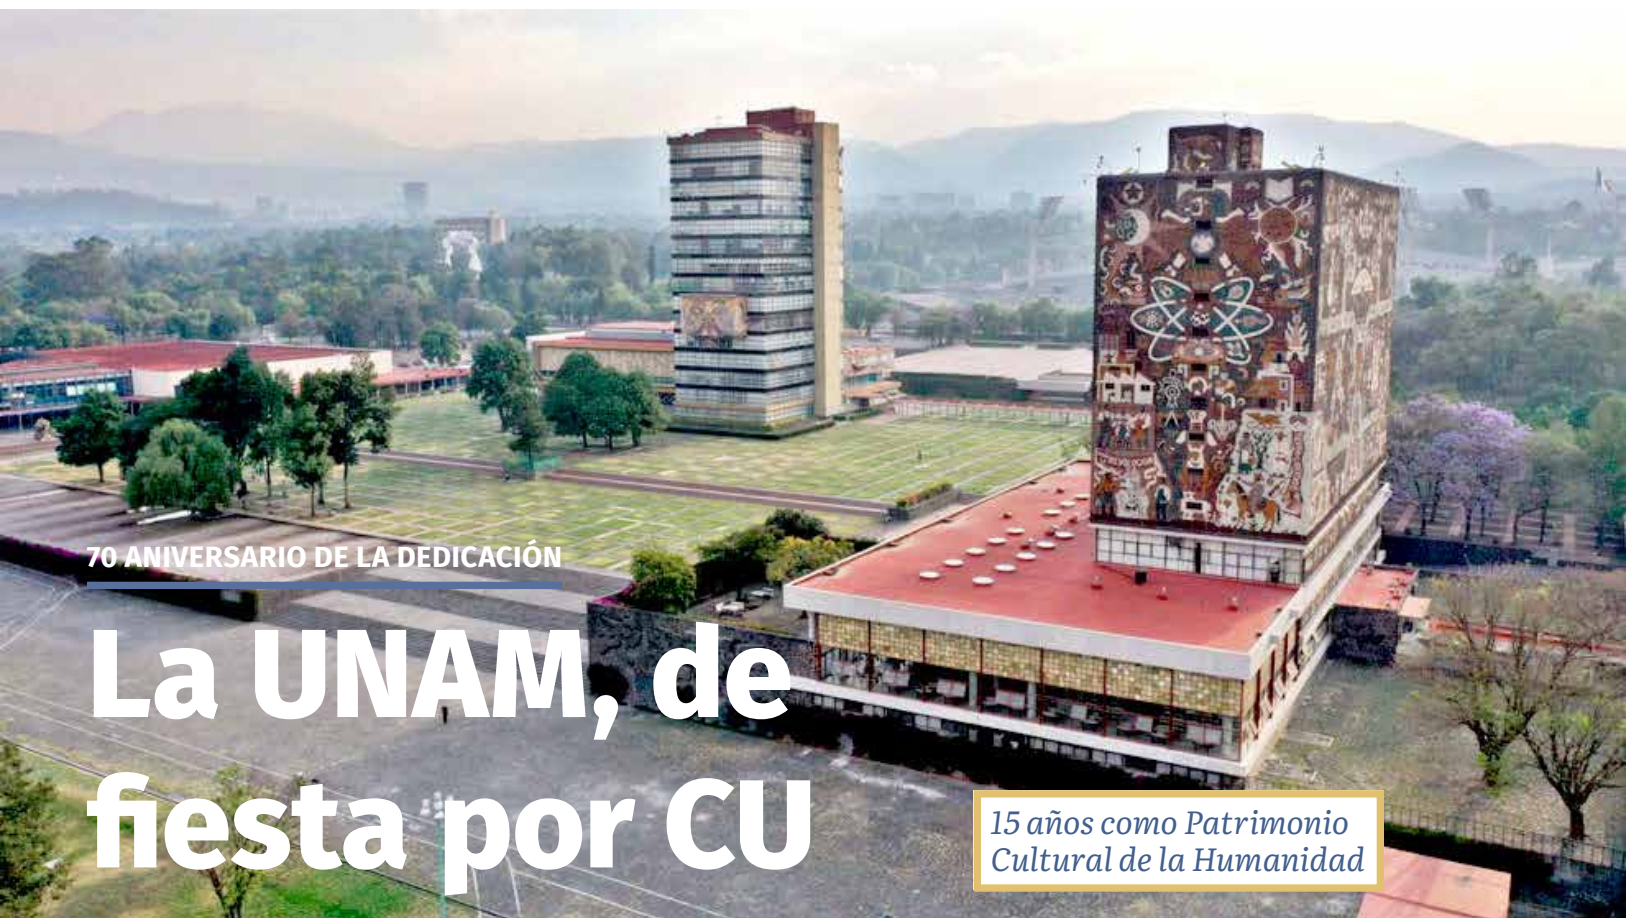 70 ANIVERSARIO DE LA DEDICACIÓN
La UNAM, de
fiesta por CU
15 años como Patrimonio
Cultural de la Humanidad